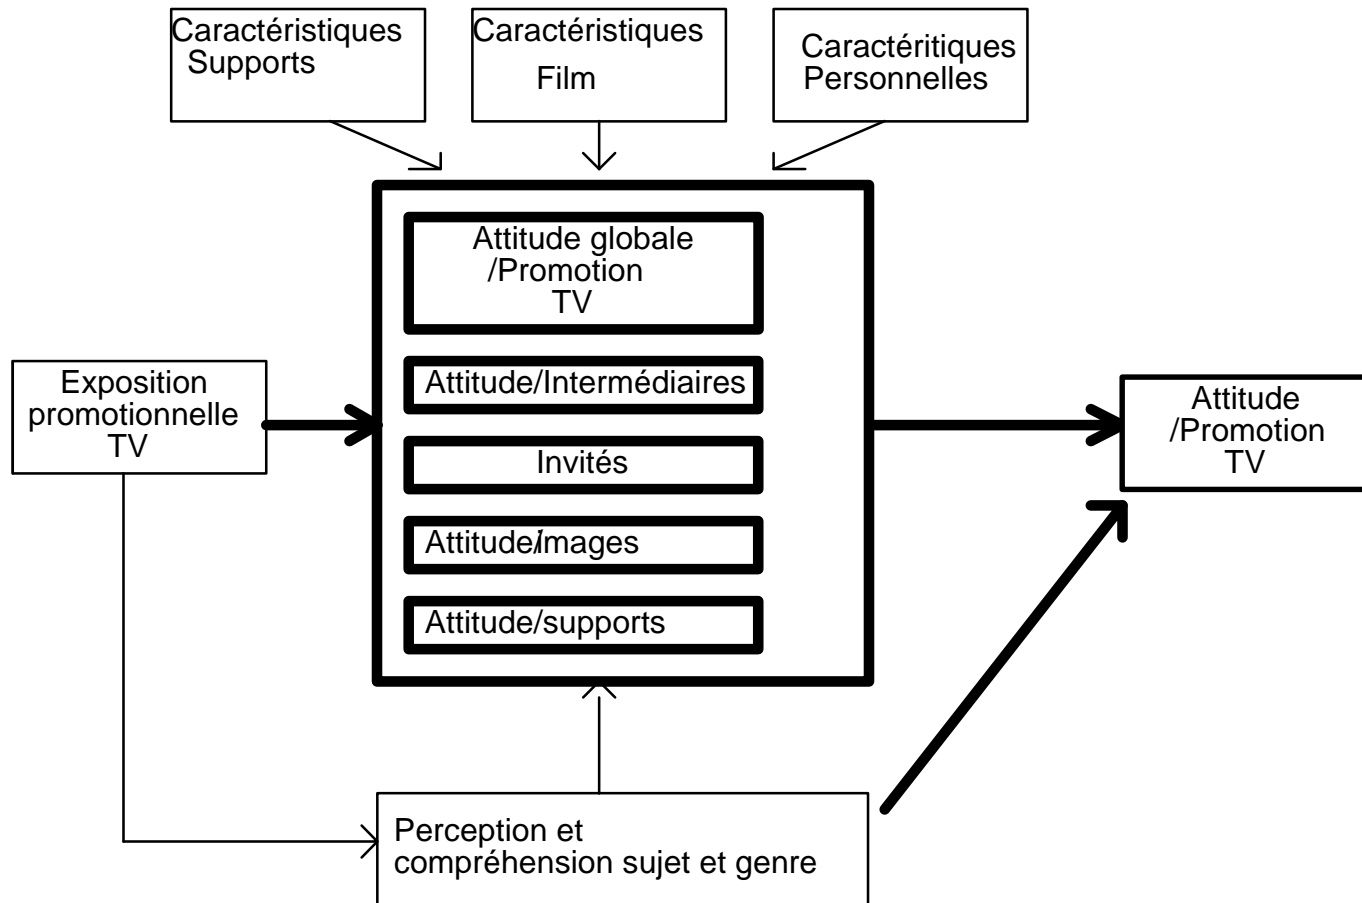 Caractéristiques
Supports
Caractéristiques
Film
Caractéritiques
Personnelles
Attitude globale
/Promotion
TV
Attitude/Intermédiaires
Invités
Attitude/images
Attitude/supports
Exposition
promotionnelle
TV
Attitude
/Promotion
TV
Perception et
compréhension sujet et genre